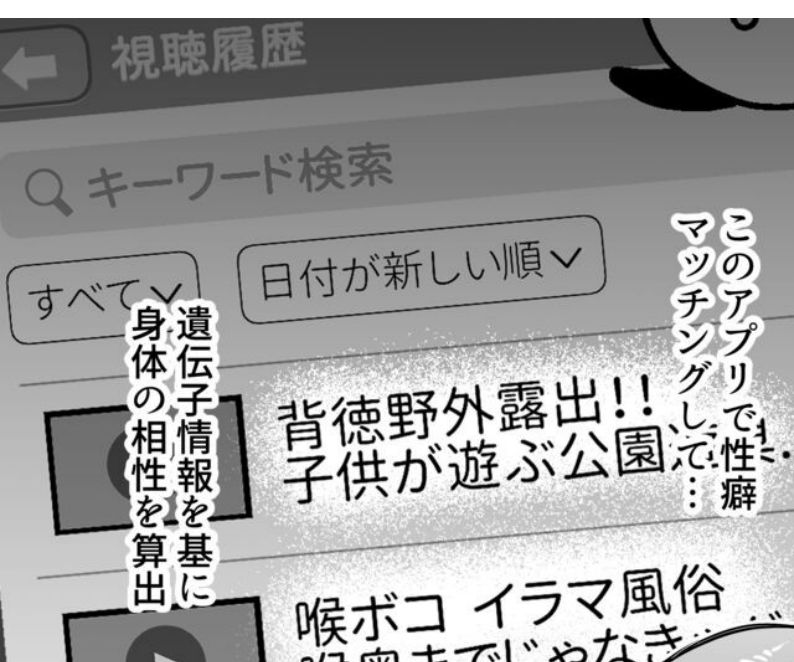 視聴履歴
キーワード検索
すべて
日付が新しい順
このアプリで性癖
マッチングして…
遺伝子情報を基に
身体の相性を算出
背徳野外露出!!
子供が遊ぶ公園
喉ボコ イラマ風俗